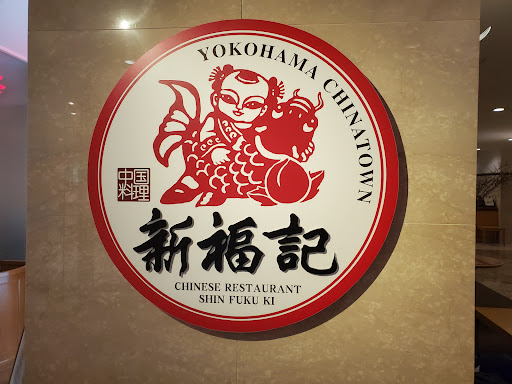 YOKOHAMA CHINATOWN
中国
料理
新福記
CHINESE RESTAURANT
SHIN FUKU KI